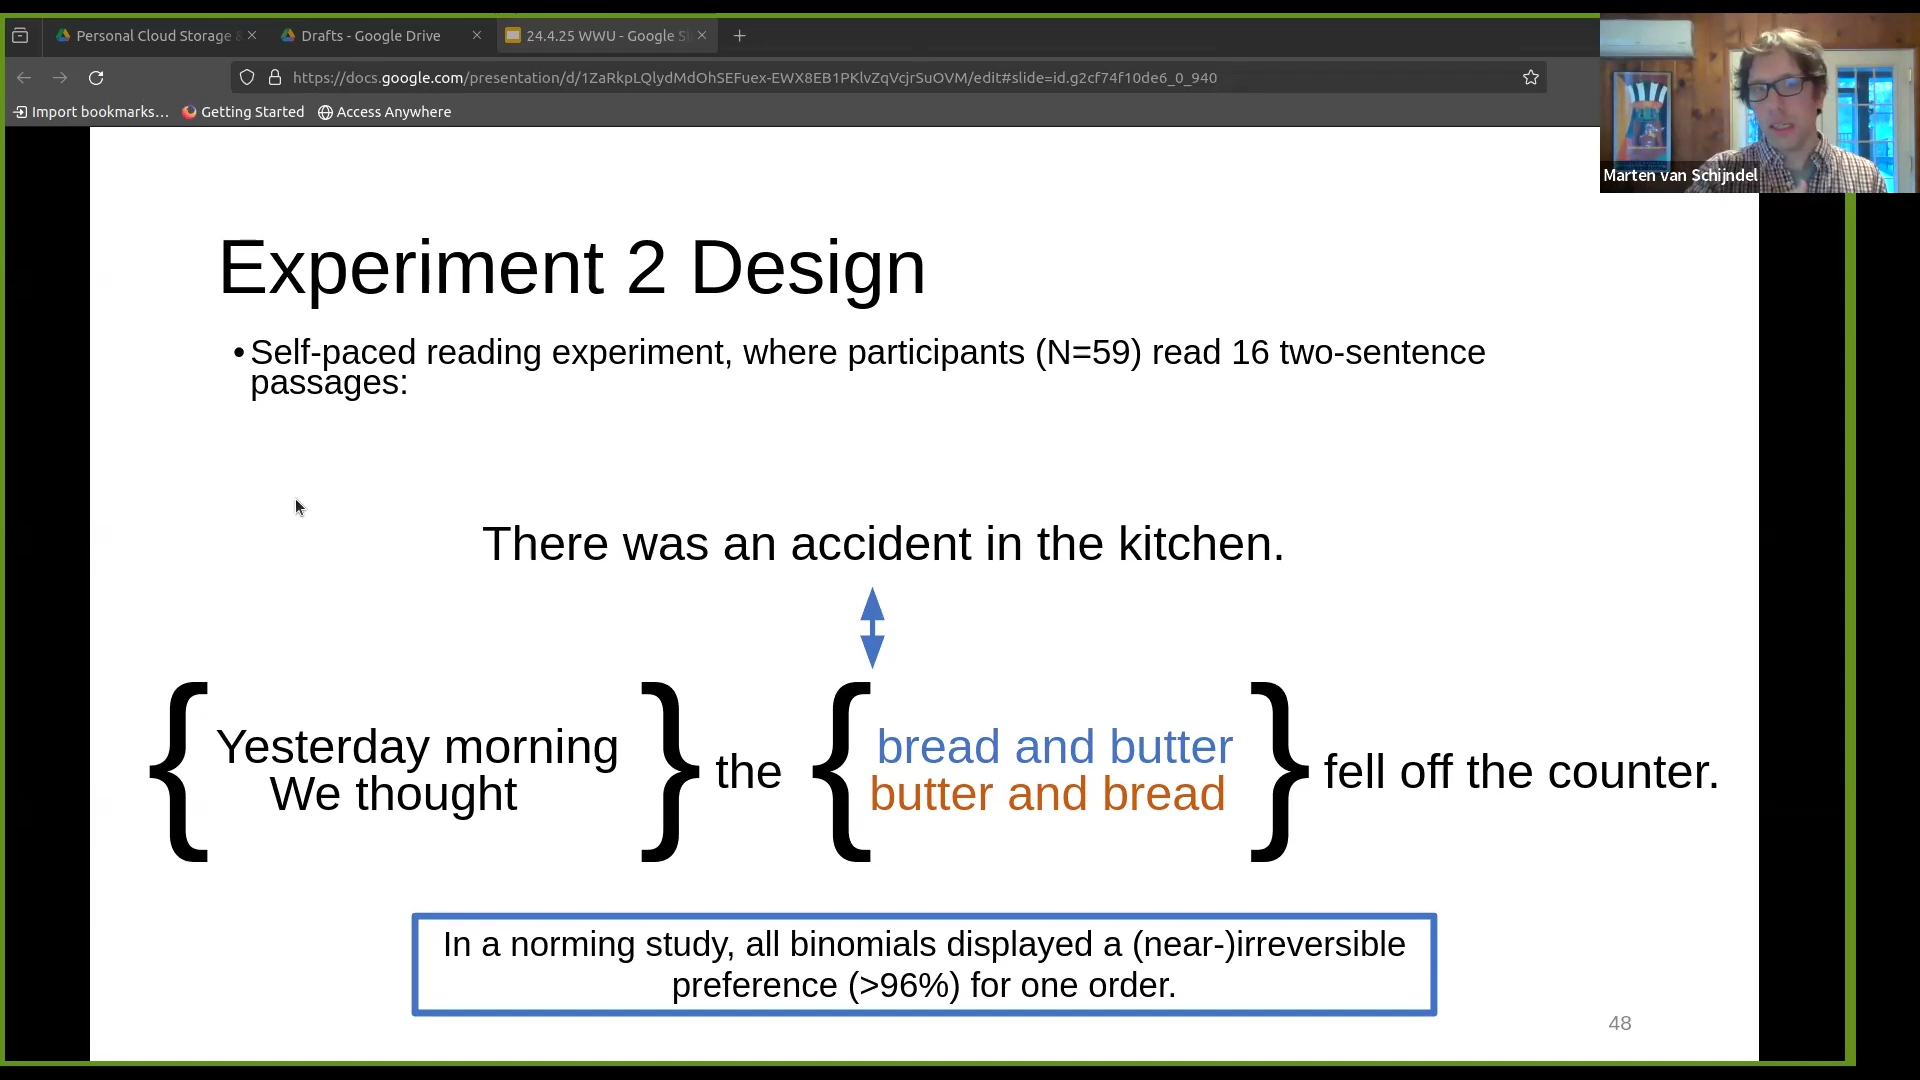 Personal Cloud Storage &
Drafts - Google Drive
24.4.25 WWU - Google Sl
https://docs.google.com/presentation/d/1ZaRkpLQlydMdOhSEFuex-EWX8EB1PKlvZqVcjrSuOVM/edit#slide=id.g2cf74f10de6_0_940
Import bookmarks…
Getting Started
Access Anywhere
Marten van Schijndel
Experiment 2 Design
• Self-paced reading experiment, where participants (N=59) read 16 two-sentence
passages:
There was an accident in the kitchen.
{ Yesterday morning
We thought } the { bread and butter
butter and bread } fell off the counter.
In a norming study, all binomials displayed a (near-)irreversible
preference (>96%) for one order.
48